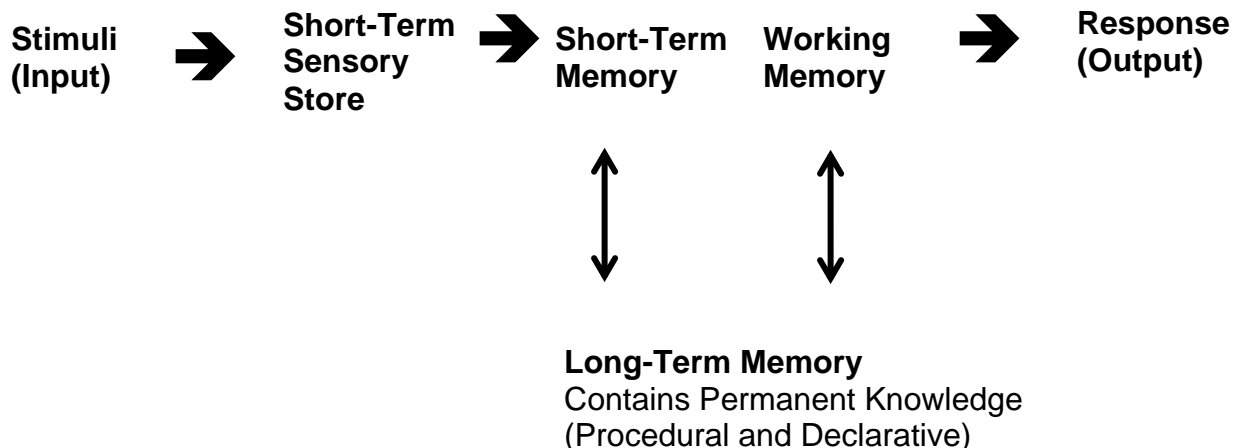 Stimuli
(Input)
Short-Term
Sensory
Store
Short-Term
Memory
Working
Memory
Response
(Output)
Long-Term Memory
Contains Permanent Knowledge
(Procedural and Declarative)